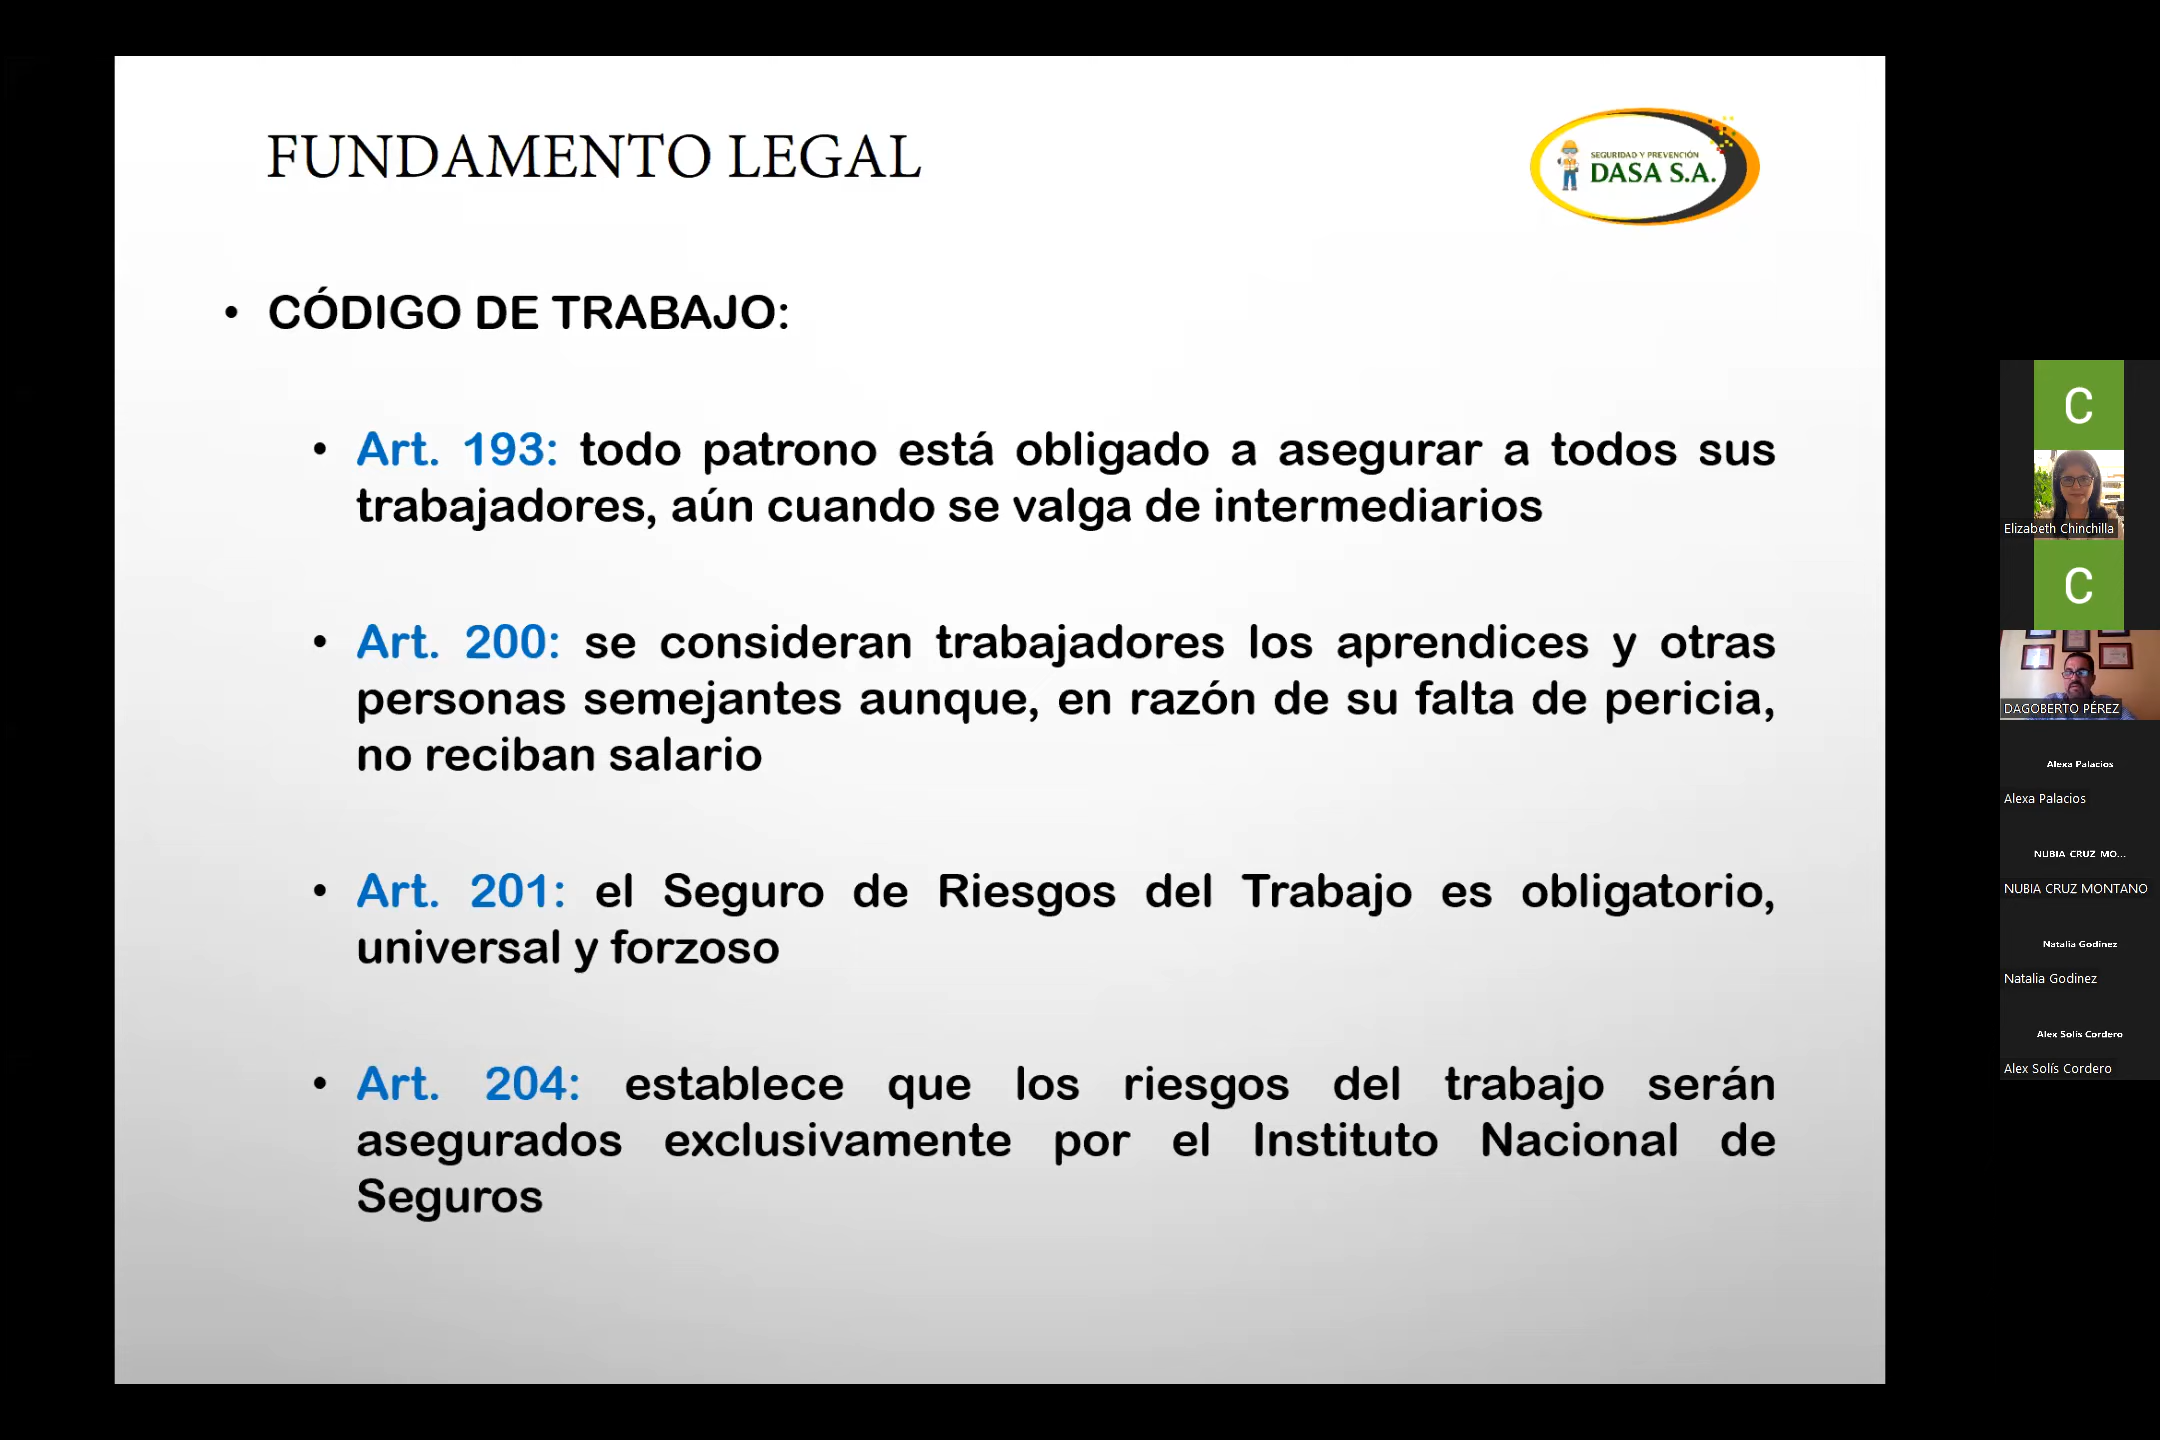 FUNDAMENTO LEGAL
SEGURIDAD Y PREVENCIÓN
DASA S.A.
• CÓDIGO DE TRABAJO:
• Art. 193: todo patrono está obligado a asegurar a todos sus
trabajadores, aún cuando se valga de intermediarios
• Art. 200: se consideran trabajadores los aprendices y otras
personas semejantes aunque, en razón de su falta de pericia,
no reciban salario
• Art. 201: el Seguro de Riesgos del Trabajo es obligatorio,
universal y forzoso
• Art. 204: establece que los riesgos del trabajo serán
asegurados exclusivamente por el Instituto Nacional de
Seguros
C
Elizabeth Chinchilla
C
DAGOBERTO PÉREZ
Alexa Palacios
Alexa Palacios
NUBIA CRUZ MO...
NUBIA CRUZ MONTANO
Natalia Godinez
Natalia Godinez
Alex Solís Cordero
Alex Solís Cordero